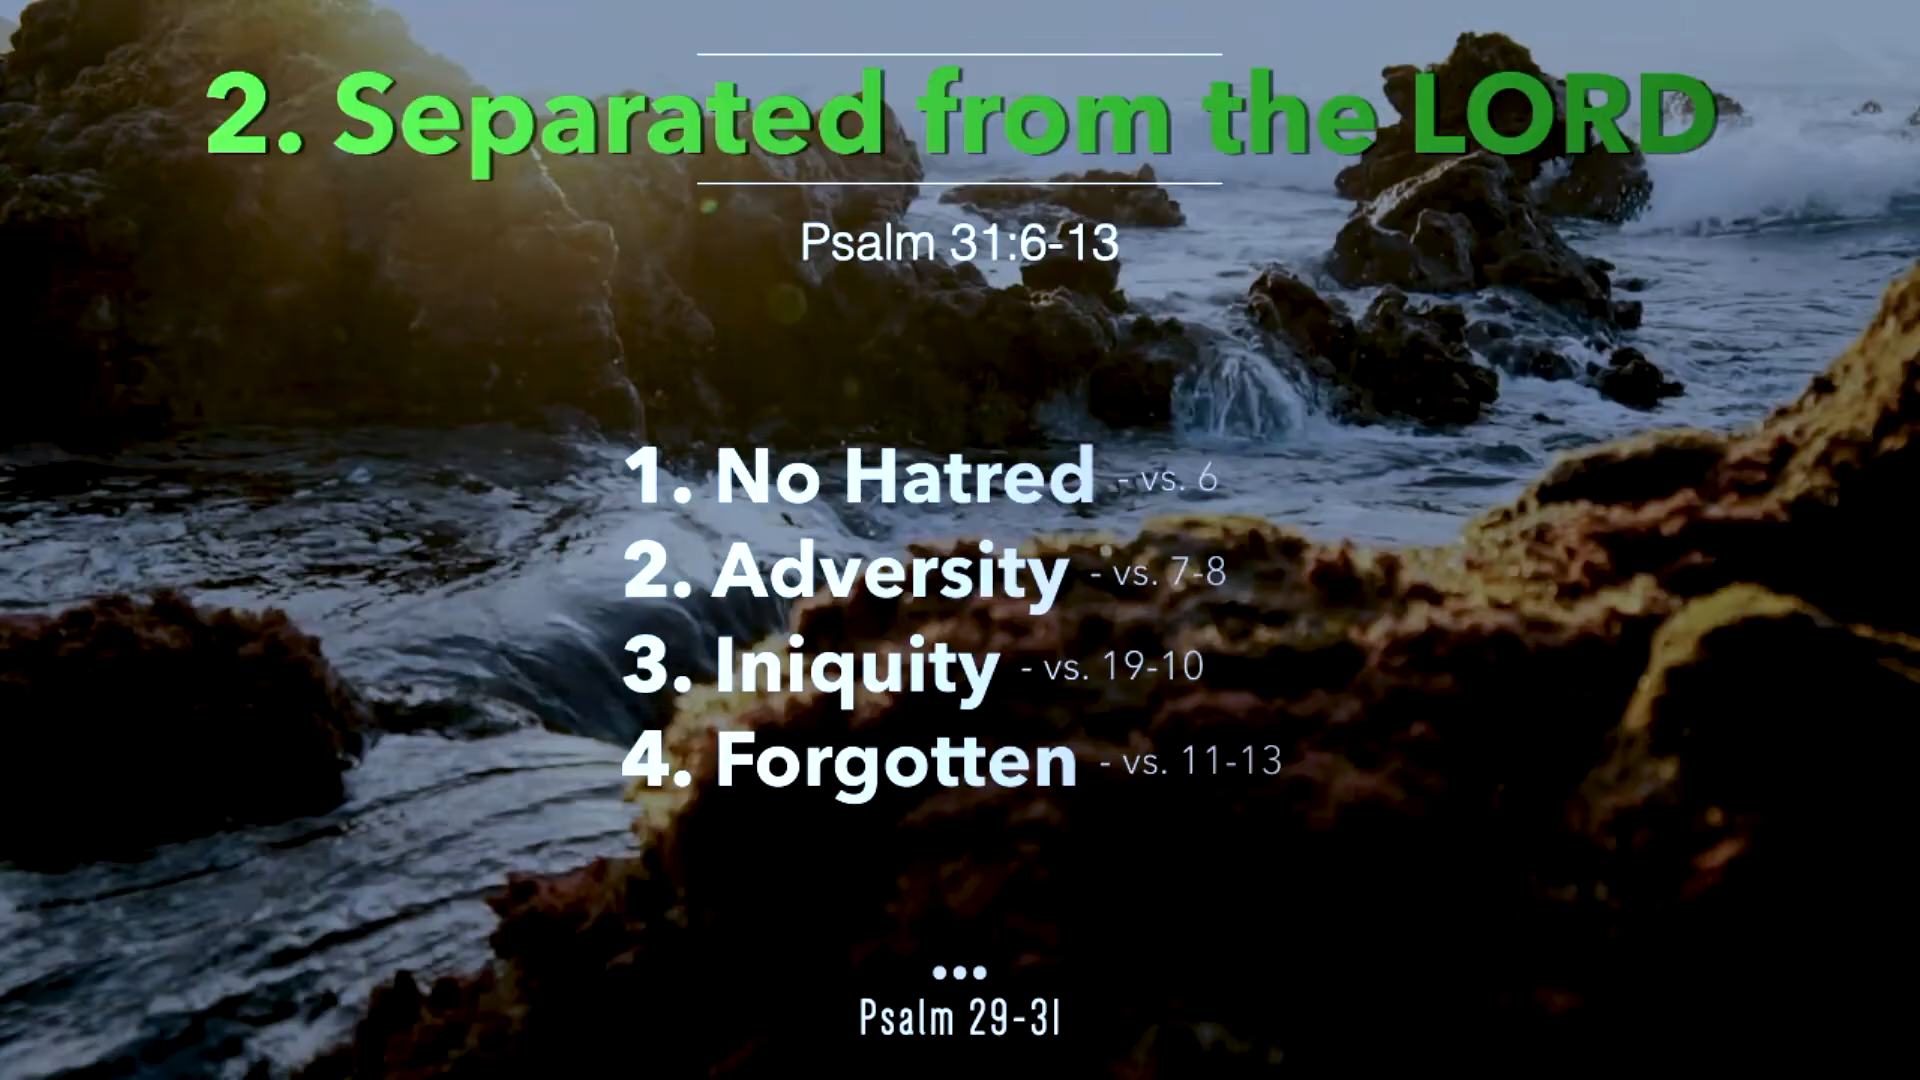 2. Separated from the LORD
Psalm 31:6-13
1. No Hatred - vs. 6
2. Adversity - vs. 7-8
3. Iniquity - vs. 19-10
4. Forgotten - vs. 11-13
•••
Psalm 29-31